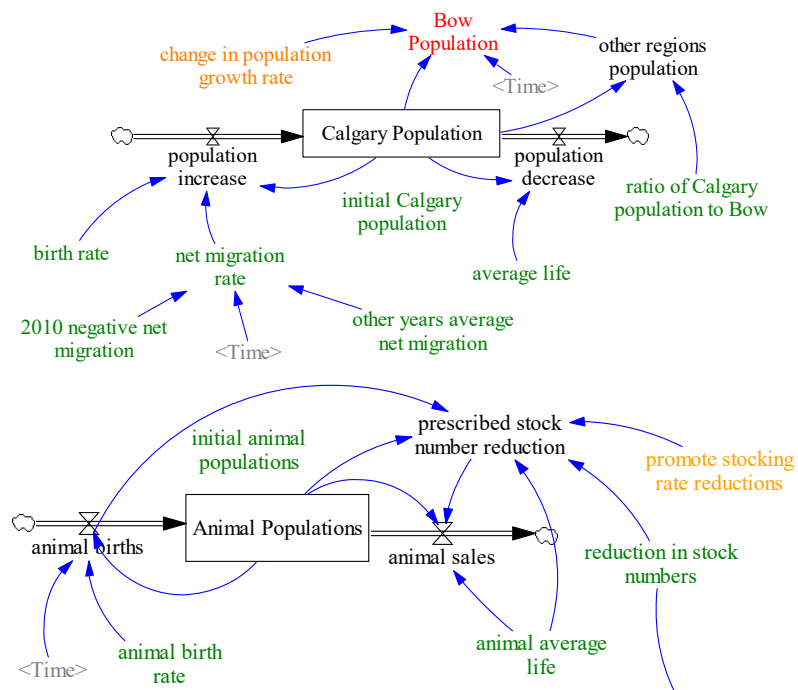 Bow
Population
change in population
growth rate
other regions
population
<Time>
Calgary Population
population
increase
population
decrease
initial Calgary
population
ratio of Calgary
population to Bow
birth rate
net migration
rate
average life
2010 negative net
migration
other years average
net migration
<Time>
prescribed stock
number reduction
initial animal
populations
promote stocking
rate reductions
Animal Populations
animal births
animal sales
reduction in stock
numbers
animal birth
rate
animal average
life
<Time>